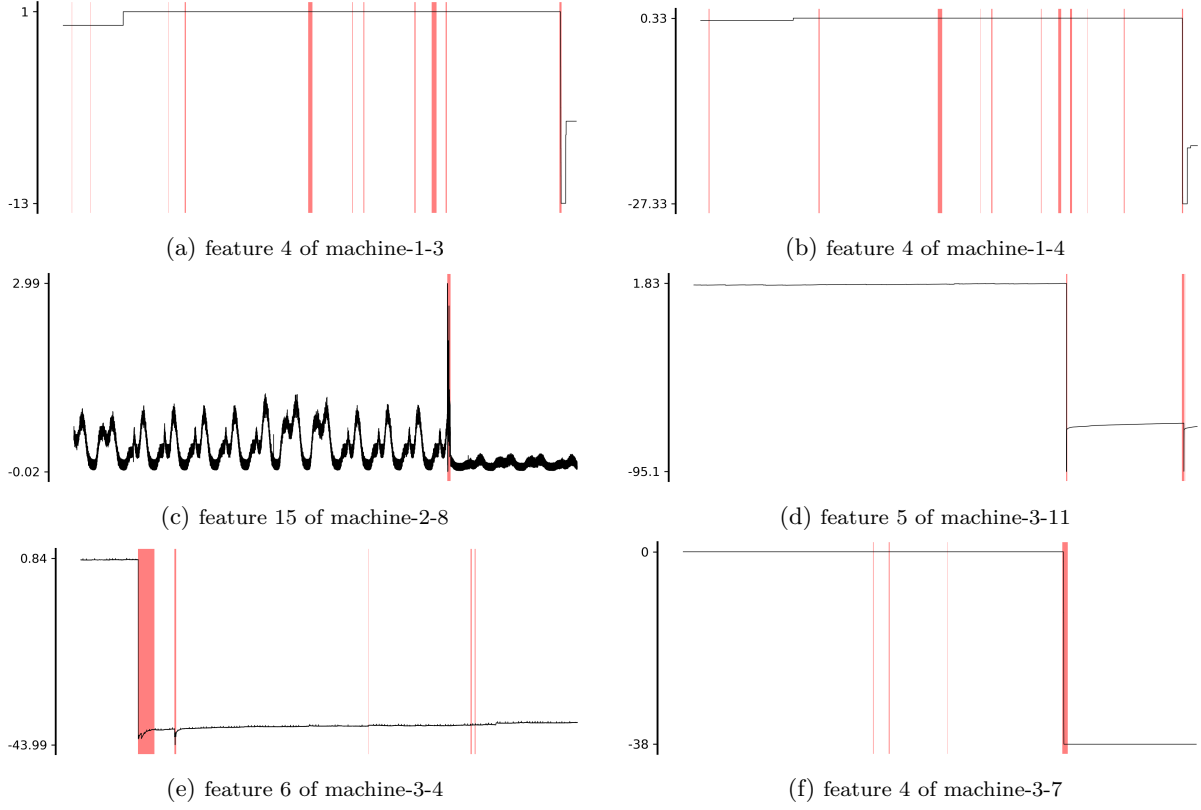 1
-13
(a) feature 4 of machine-1-3
0.33
-27.33
(b) feature 4 of machine-1-4
2.99
-0.02
(c) feature 15 of machine-2-8
1.83
-95.1
(d) feature 5 of machine-3-11
0.84
-43.99
(e) feature 6 of machine-3-4
0
-38
(f) feature 4 of machine-3-7